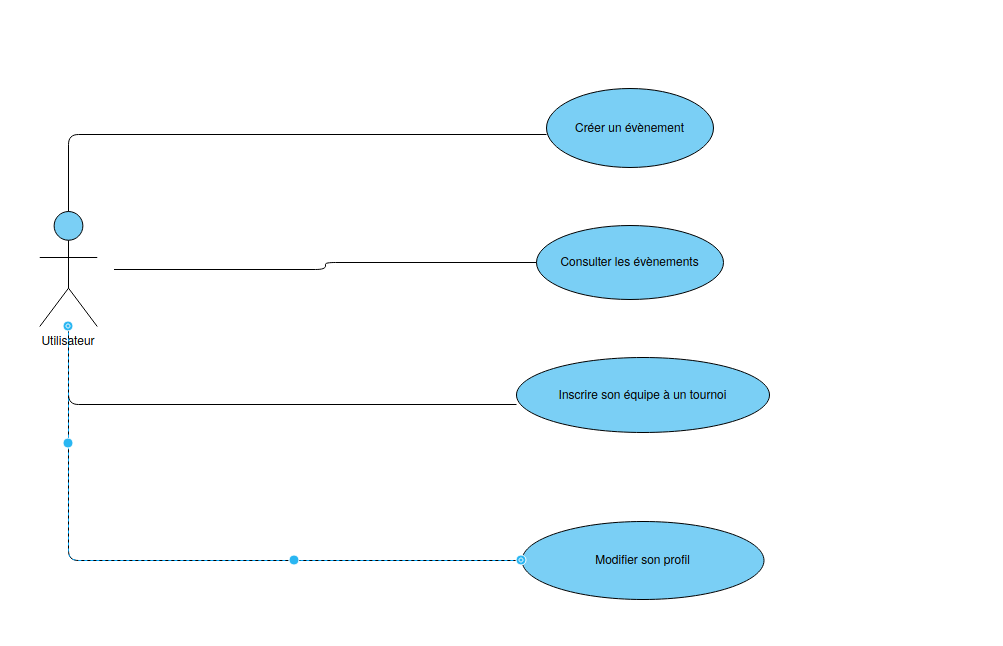 Créer un évènement
Consulter les évènements
Utilisateur
Inscrire son équipe à un tournoi
Modifier son profil